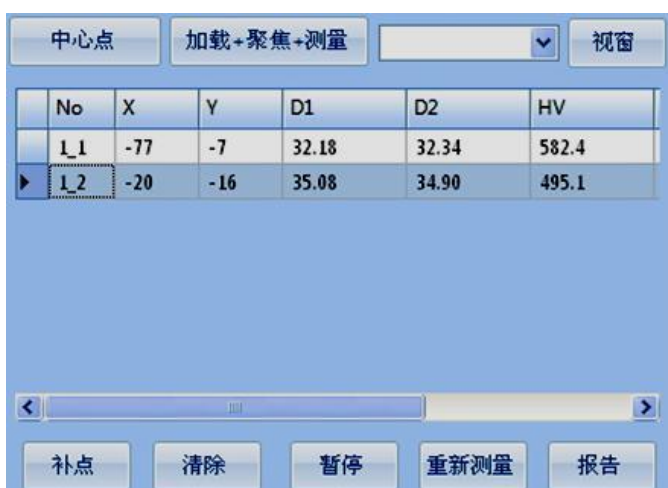 中心点 加载+聚焦+测量 视窗
No X Y D1 D2 HV
1_1 -77 -7 32.18 32.34 582.4
1_2 -20 -16 35.08 34.90 495.1
补点 清除 暂停 重新测量 报告